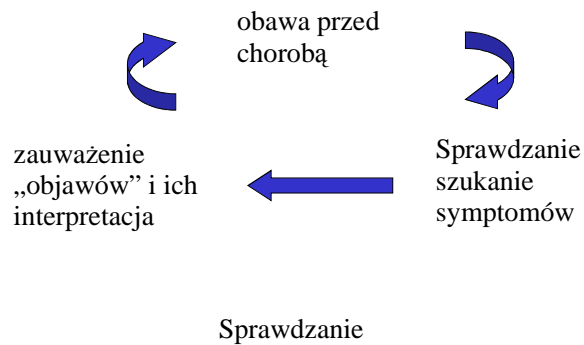 obawa przed
chorobą
zauważenie
„objawów” i ich
interpretacja
Sprawdzanie
szukanie
symptomów
Sprawdzanie